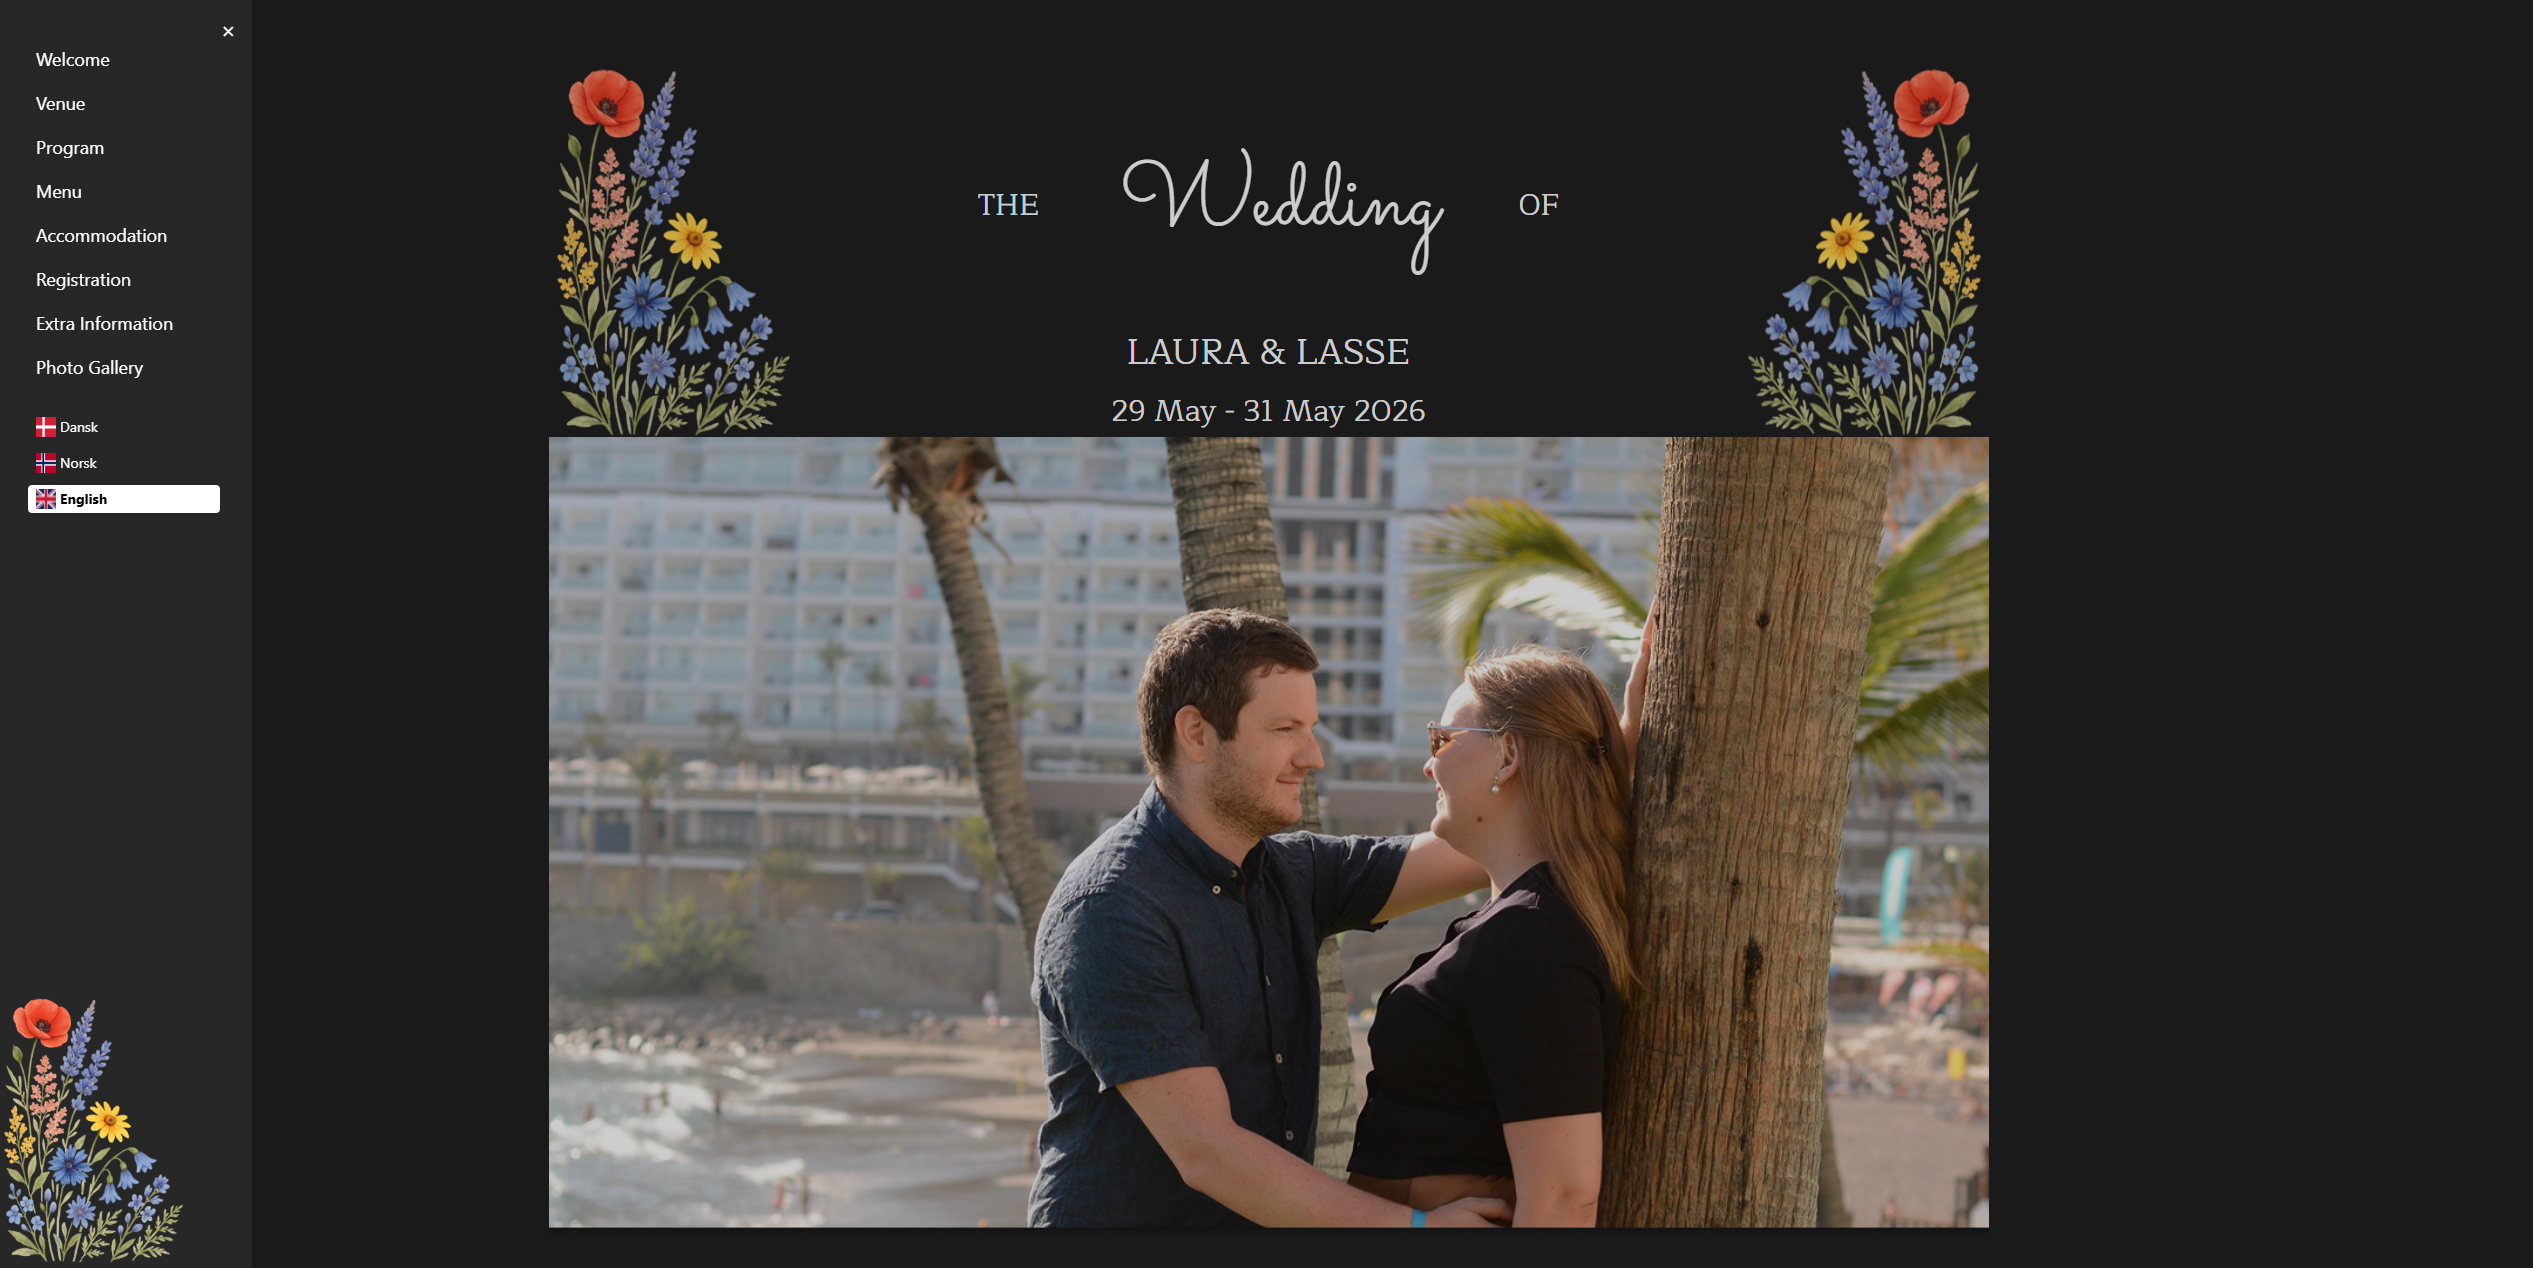 ×
Welcome
Venue
Program
Menu
Accommodation
Registration
Extra Information
Photo Gallery
Dansk
Norsk
English
THE Wedding OF
LAURA & LASSE
29 May - 31 May 2026